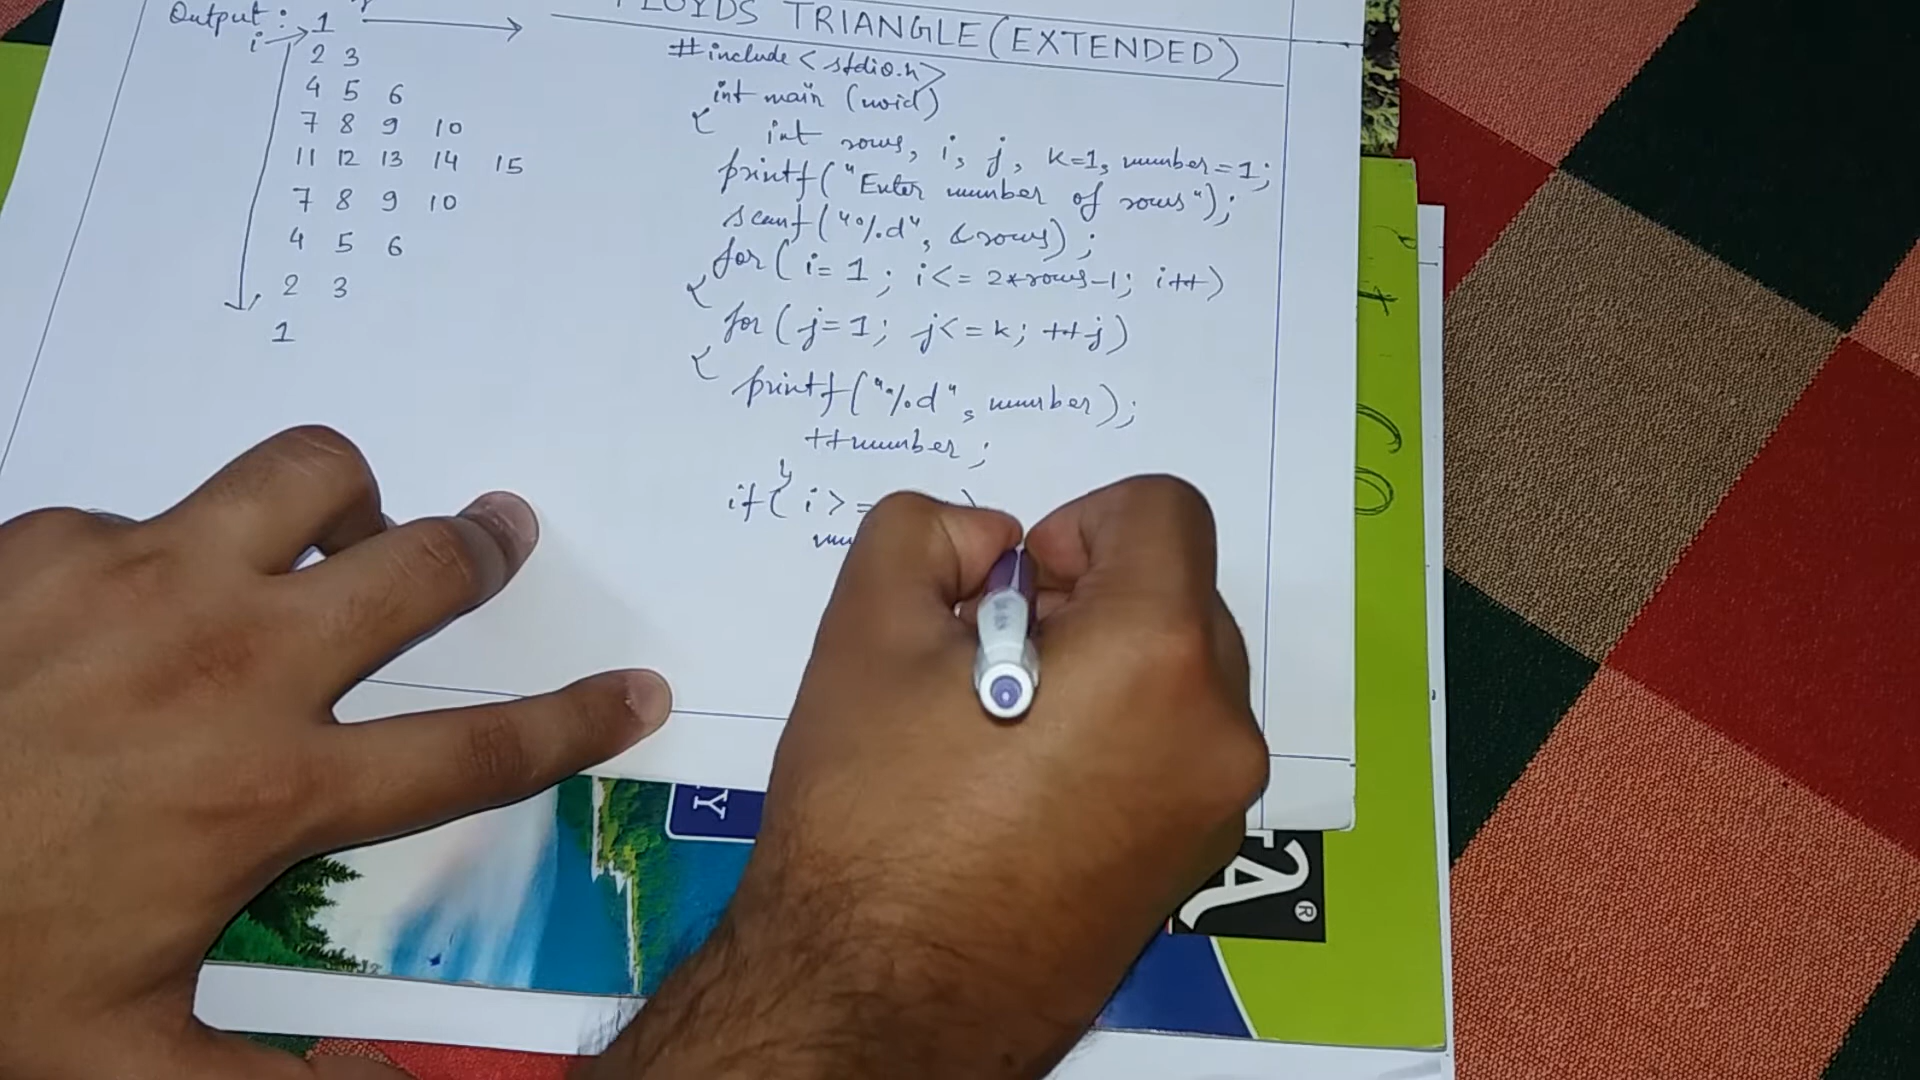 Output :
i
1
2 3
4 5 6
7 8 9 10
11 12 13 14 15
7 8 9 10
4 5 6
2 3
1
FLOYDS TRIANGLE (EXTENDED)
#include <stdio.h>
int main (void)
{
int rows, i, j, k=1, number=1;
printf("Enter number of rows");
scanf("%d", &rows);
for( i=1 ; i<= 2*rows-1; i++)
{
for( j=1; j<=k; ++j)
{
printf("%d", number);
++number ;
}
if( i>= )
®